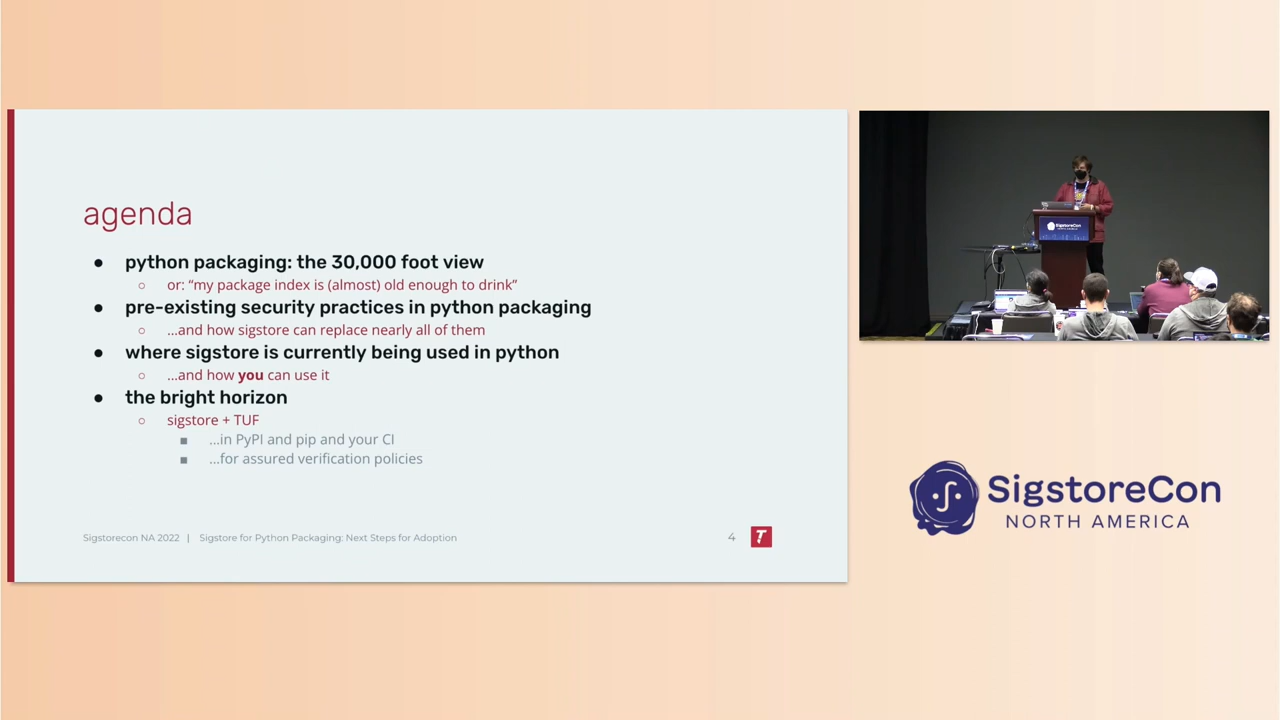 agenda
● python packaging: the 30,000 foot view
○ or: “my package index is (almost) old enough to drink”
● pre-existing security practices in python packaging
○ ...and how sigstore can replace nearly all of them
● where sigstore is currently being used in python
○ ...and how you can use it
● the bright horizon
○ sigstore + TUF
■ ...in PyPI and pip and your CI
■ ...for assured verification policies
Sigstorecon NA 2022 | Sigstore for Python Packaging: Next Steps for Adoption
4
T
SigstoreCon
SigstoreCon
NORTH AMERICA